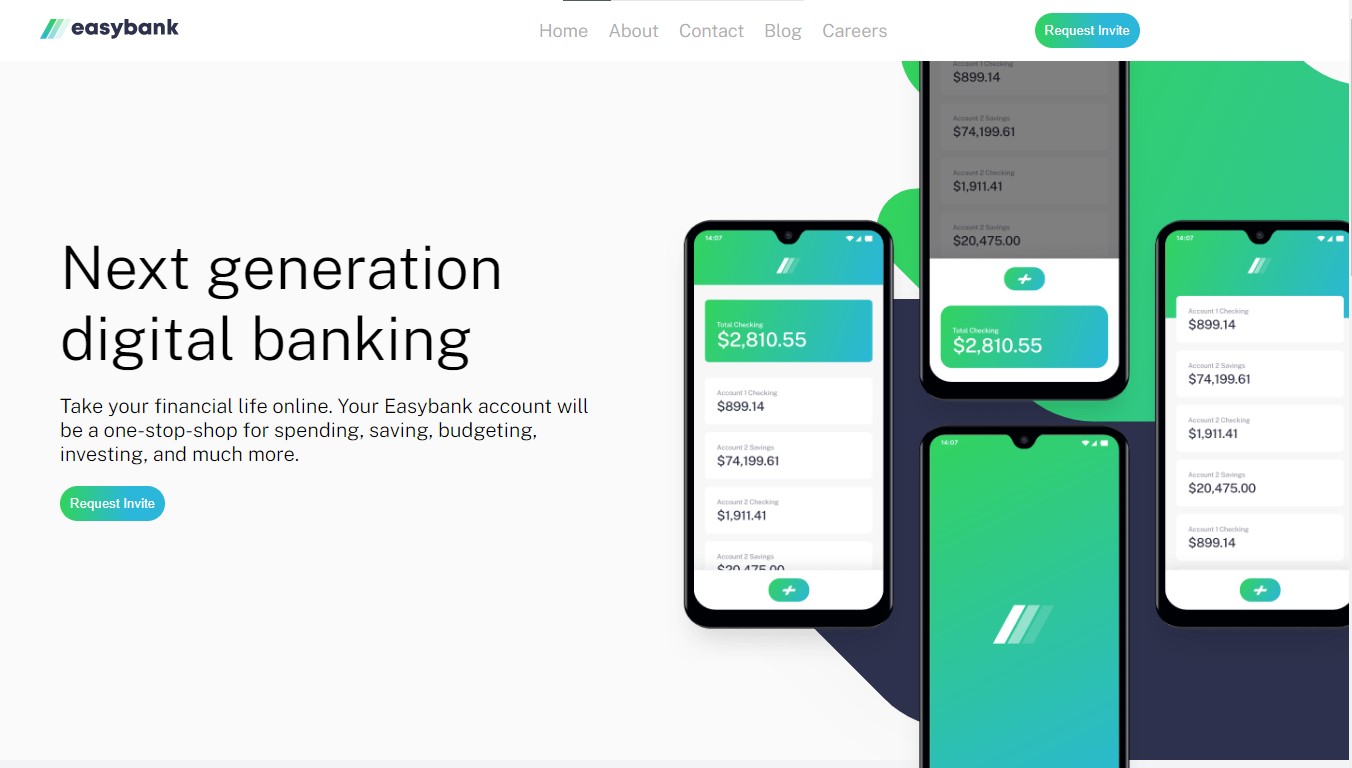 easybank
Home
About
Contact
Blog
Careers
Request Invite
Next generation
digital banking
Take your financial life online. Your Easybank account will
be a one-stop-shop for spending, saving, budgeting,
investing, and much more.
Request Invite
14:07
Total Checking
$2,810.55
Account 1 Checking
$899.14
Account 2 Savings
$74,199.61
Account 2 Checking
$1,911.41
Account 2 Savings
$20,475.00
Account 1 Checking
$899.14
Account 2 Savings
$74,199.61
Account 2 Checking
$1,911.41
Account 2 Savings
$20,475.00
Total Checking
$2,810.55
14:07
14:07
Account 1 Checking
$899.14
Account 2 Savings
$74,199.61
Account 2 Checking
$1,911.41
Account 2 Savings
$20,475.00
Account 1 Checking
$899.14